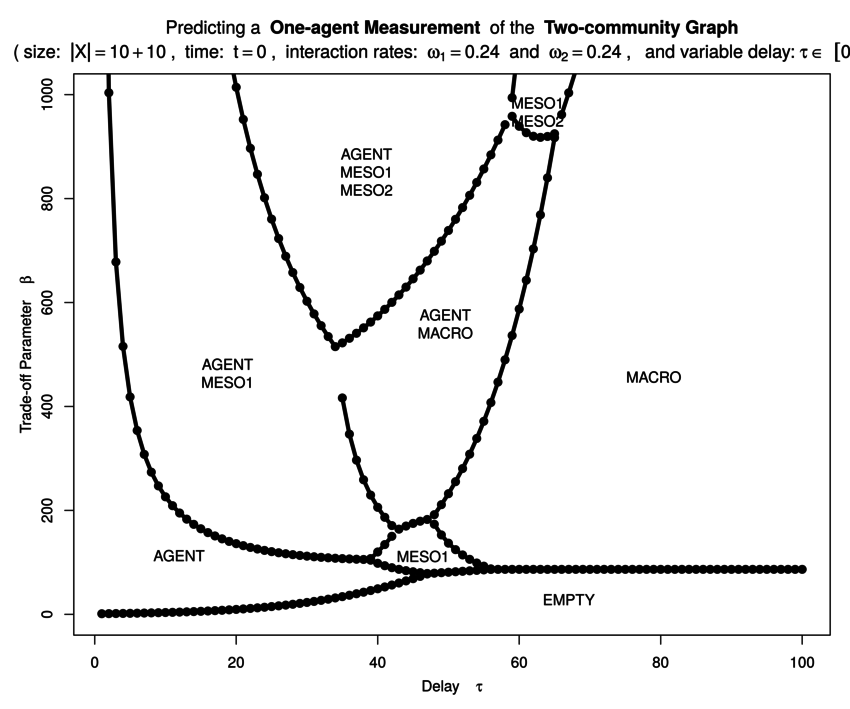 Predicting a One-agent Measurement of the Two-community Graph
( size: |X| = 10 + 10 , time: t = 0 , interaction rates: ω1 = 0.24 and ω2 = 0.24 , and variable delay: τ ∈ [0
1000
MESO1
MESO2
AGENT
MESO1
MESO2
800
Trade-off Parameter β
600
AGENT
MACRO
AGENT
MESO1
MACRO
400
200
AGENT
MESO1
EMPTY
0
0 20 40 60 80 100
Delay τ